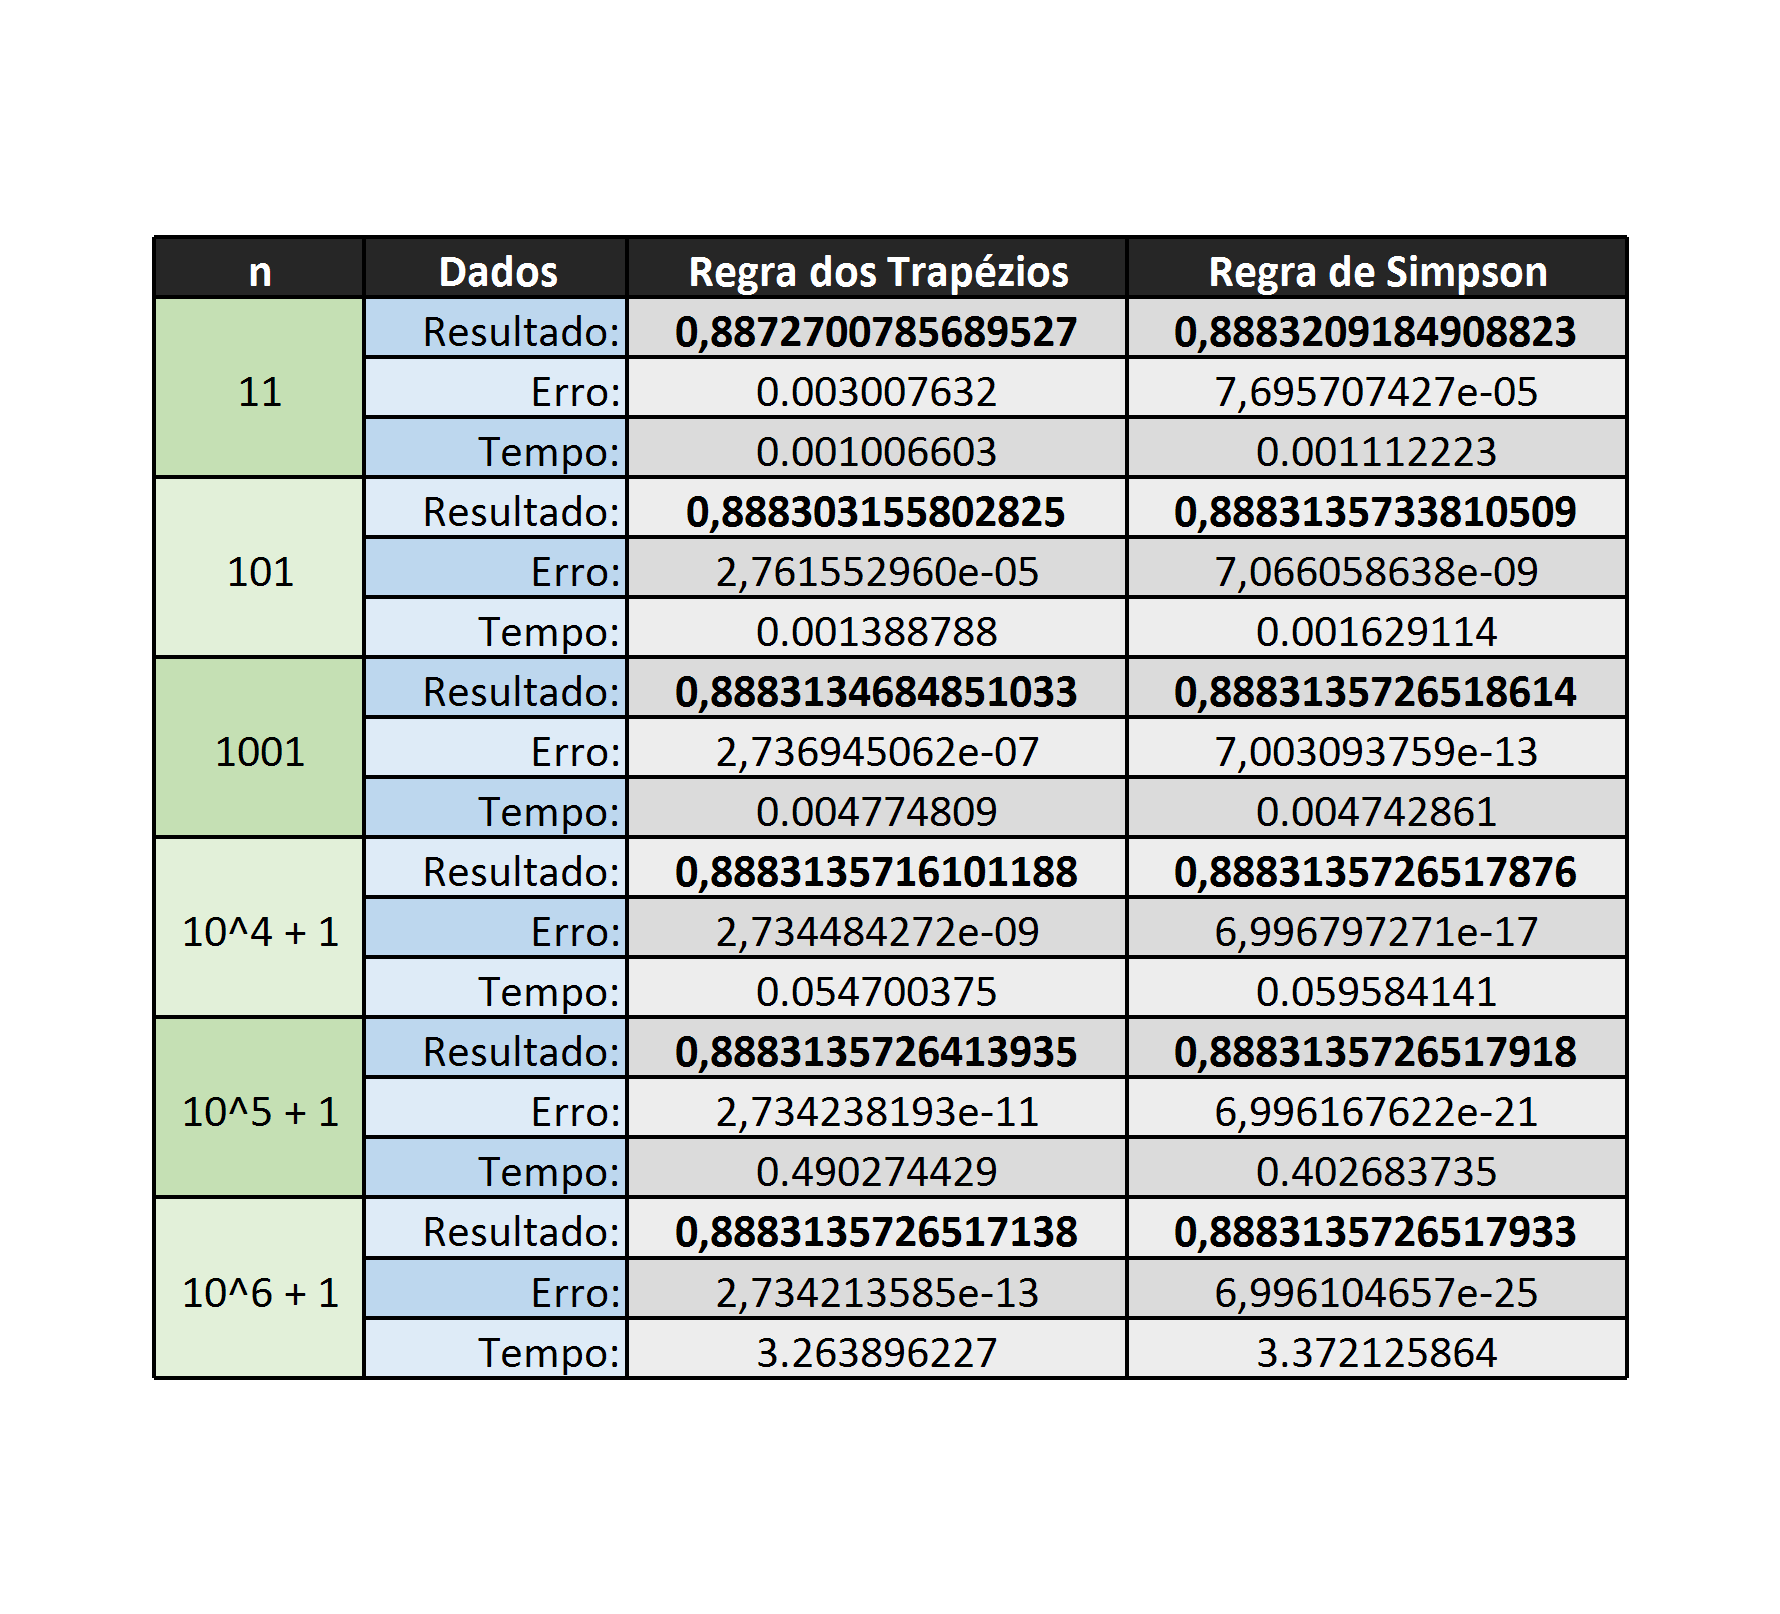 n Dados Regra dos Trapézios Regra de Simpson
Resultado: 0,8872700785689527 0,8883209184908823
11 Erro: 0.003007632 7,695707427e-05
Tempo: 0.001006603 0.001112223
Resultado: 0,888303155802825 0,8883135733810509
101 Erro: 2,761552960e-05 7,066058638e-09
Tempo: 0.001388788 0.001629114
Resultado: 0,8883134684851033 0,8883135726518614
1001 Erro: 2,736945062e-07 7,003093759e-13
Tempo: 0.004774809 0.004742861
Resultado: 0,8883135716101188 0,8883135726517876
10^4 + 1 Erro: 2,734484272e-09 6,996797271e-17
Tempo: 0.054700375 0.059584141
Resultado: 0,8883135726413935 0,8883135726517918
10^5 + 1 Erro: 2,734238193e-11 6,996167622e-21
Tempo: 0.490274429 0.402683735
Resultado: 0,8883135726517138 0,8883135726517933
10^6 + 1 Erro: 2,734213585e-13 6,996104657e-25
Tempo: 3.263896227 3.372125864